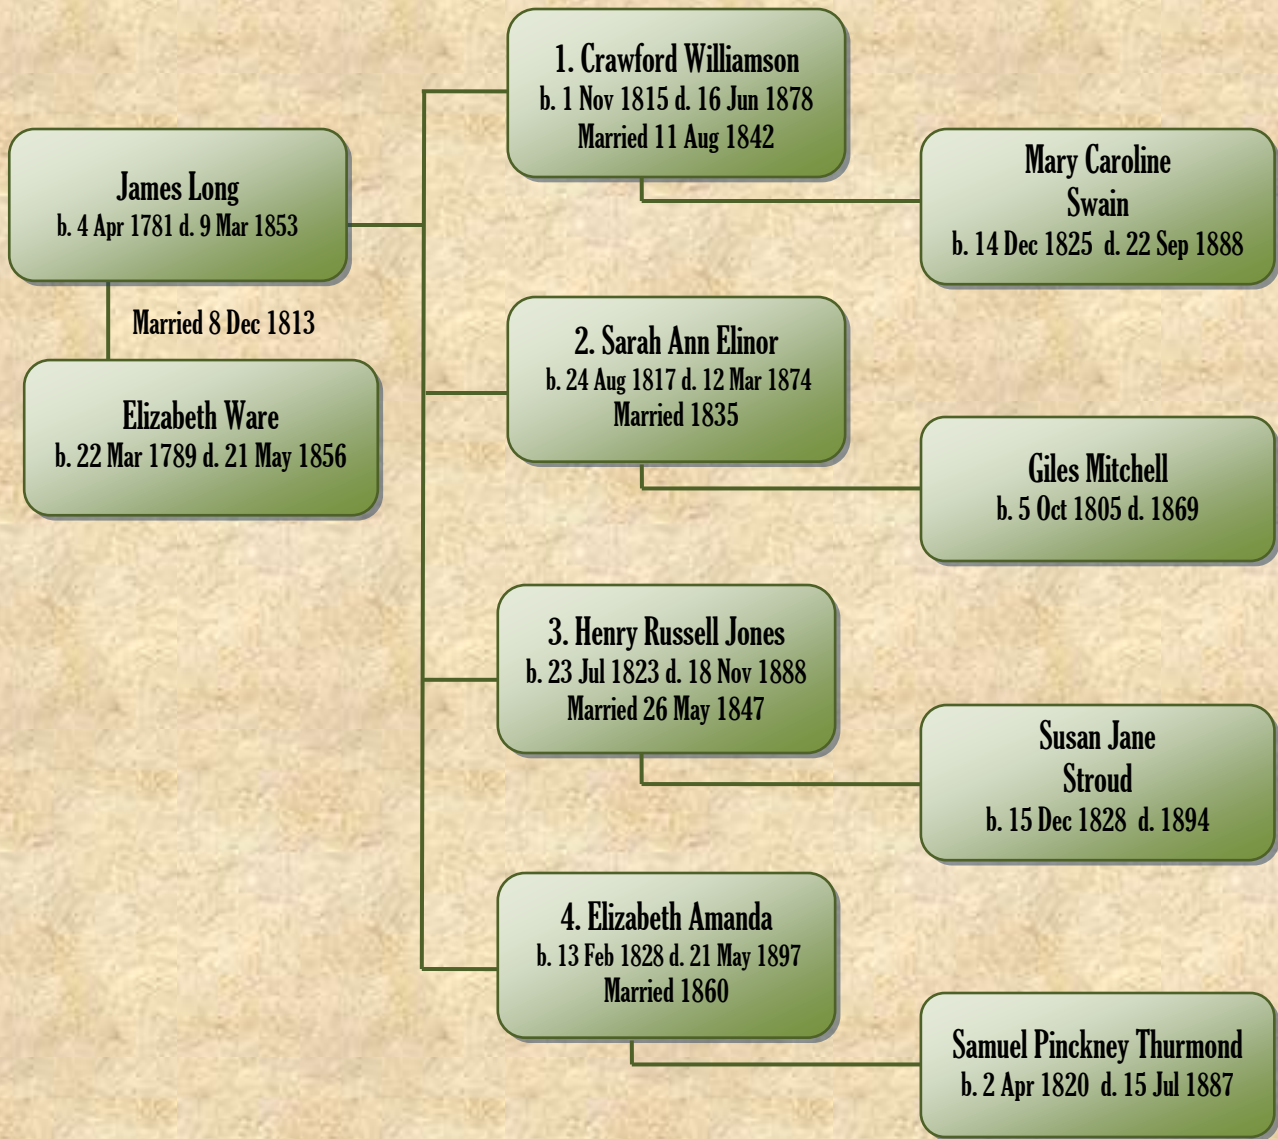 James Long
b. 4 Apr 1781 d. 9 Mar 1853
Married 8 Dec 1813
Elizabeth Ware
b. 22 Mar 1789 d. 21 May 1856
1. Crawford Williamson
b. 1 Nov 1815 d. 16 Jun 1878
Married 11 Aug 1842
Mary Caroline
Swain
b. 14 Dec 1825 d. 22 Sep 1888
2. Sarah Ann Elinor
b. 24 Aug 1817 d. 12 Mar 1874
Married 1835
Giles Mitchell
b. 5 Oct 1805 d. 1869
3. Henry Russell Jones
b. 23 Jul 1823 d. 18 Nov 1888
Married 26 May 1847
Susan Jane
Stroud
b. 15 Dec 1828 d. 1894
4. Elizabeth Amanda
b. 13 Feb 1828 d. 21 May 1897
Married 1860
Samuel Pinckney Thurmond
b. 2 Apr 1820 d. 15 Jul 1887